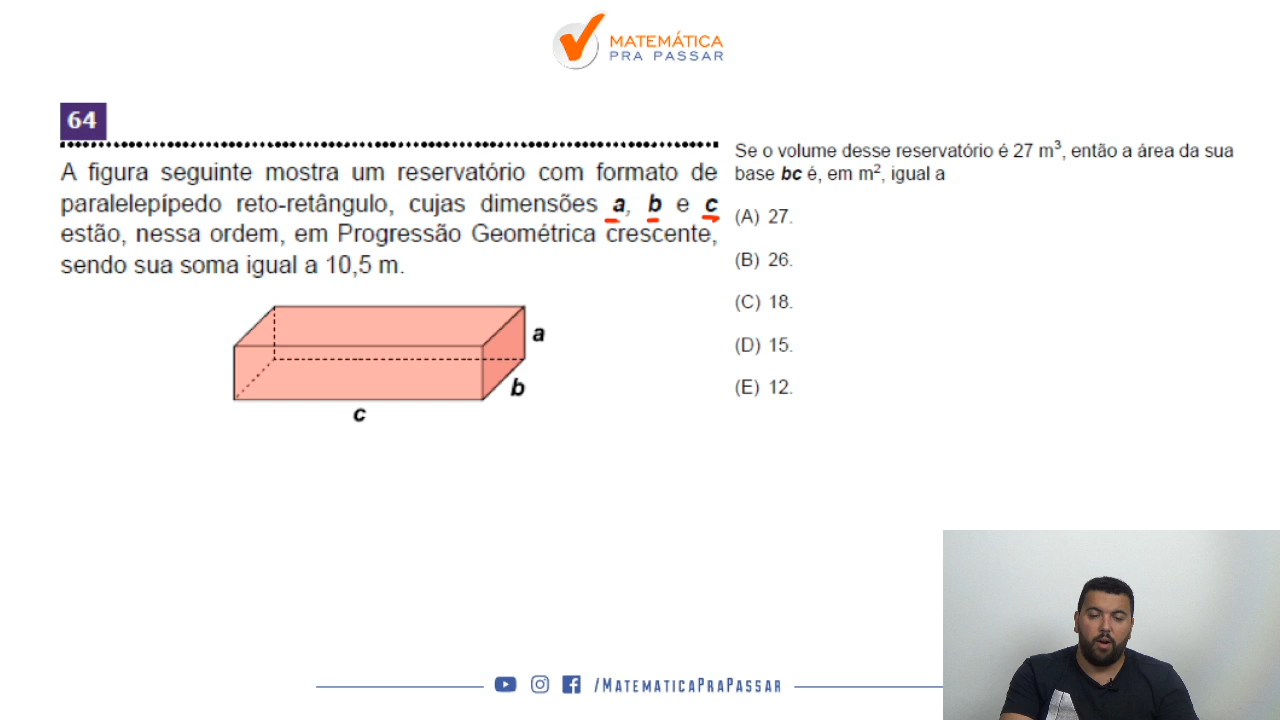 MATEMÁTICA
PRA PASSAR
64
A figura seguinte mostra um reservatório com formato de
paralelepípedo reto-retângulo, cujas dimensões a, b e c
estão, nessa ordem, em Progressão Geométrica crescente,
sendo sua soma igual a 10,5 m.
a
b
c
Se o volume desse reservatório é 27 m³, então a área da sua
base bc é, em m², igual a
(A) 27.
(B) 26.
(C) 18.
(D) 15.
(E) 12.
/MatematicaPraPassar